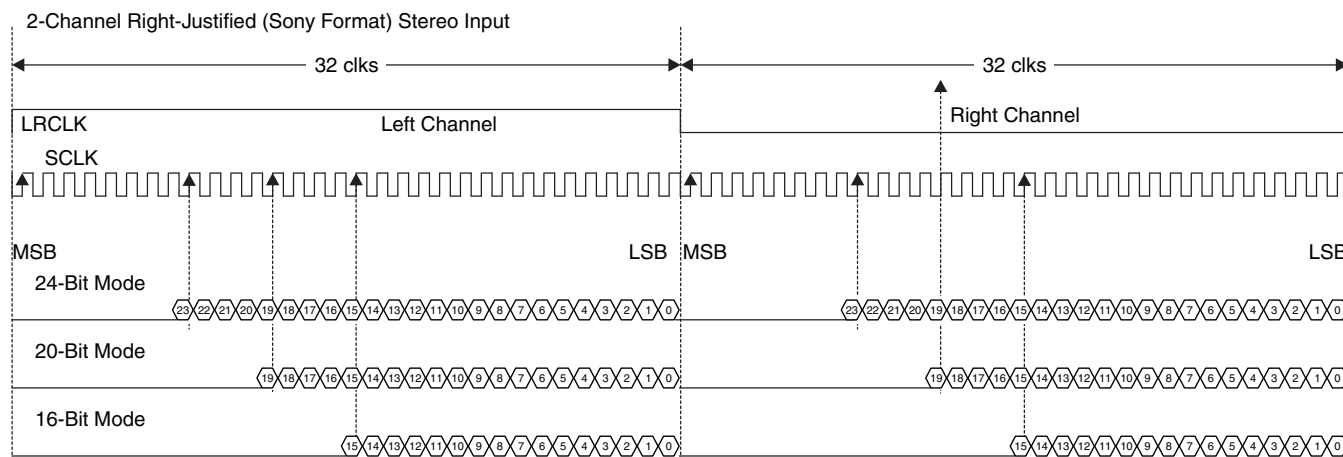 2-Channel Right-Justified (Sony Format) Stereo Input
32 clks 32 clks
LRCLK Left Channel Right Channel
SCLK
MSB LSB MSB LSB
24-Bit Mode
23 22 21 20 19 18 17 16 15 14 13 12 11 10 9 8 7 6 5 4 3 2 1 0 23 22 21 20 19 18 17 16 15 14 13 12 11 10 9 8 7 6 5 4 3 2 1 0
20-Bit Mode
19 18 17 16 15 14 13 12 11 10 9 8 7 6 5 4 3 2 1 0 19 18 17 16 15 14 13 12 11 10 9 8 7 6 5 4 3 2 1 0
16-Bit Mode
15 14 13 12 11 10 9 8 7 6 5 4 3 2 1 0 15 14 13 12 11 10 9 8 7 6 5 4 3 2 1 0